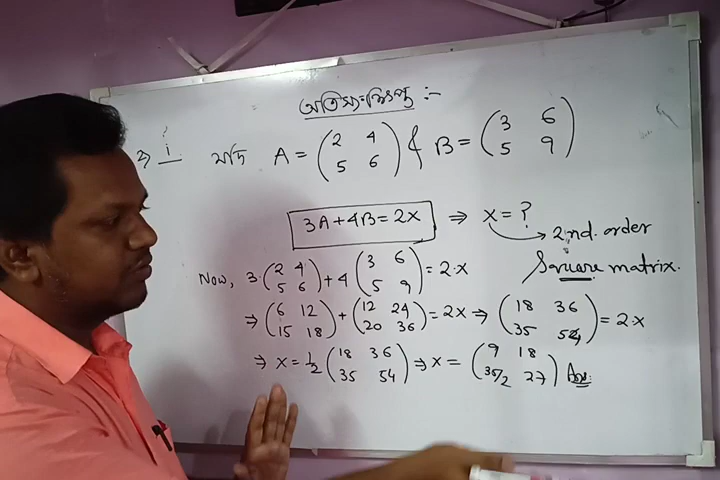 অতিসংক্ষিপ্ত :-
1) i যদি A = (2 4 5 6) & B = (3 6 5 9)
3A + 4B = 2x ⇒ x = ?
→ 2nd. order
Square matrix.
Now, 3·(2 4 5 6) + 4 (3 6 5 9) = 2·x
⇒ (6 12 15 18) + (12 24 20 36) = 2x ⇒ (18 36 35 54) = 2·x
⇒ x = 1/2 (18 36 35 54) ⇒ x = (9 18 35/2 27) Ans.